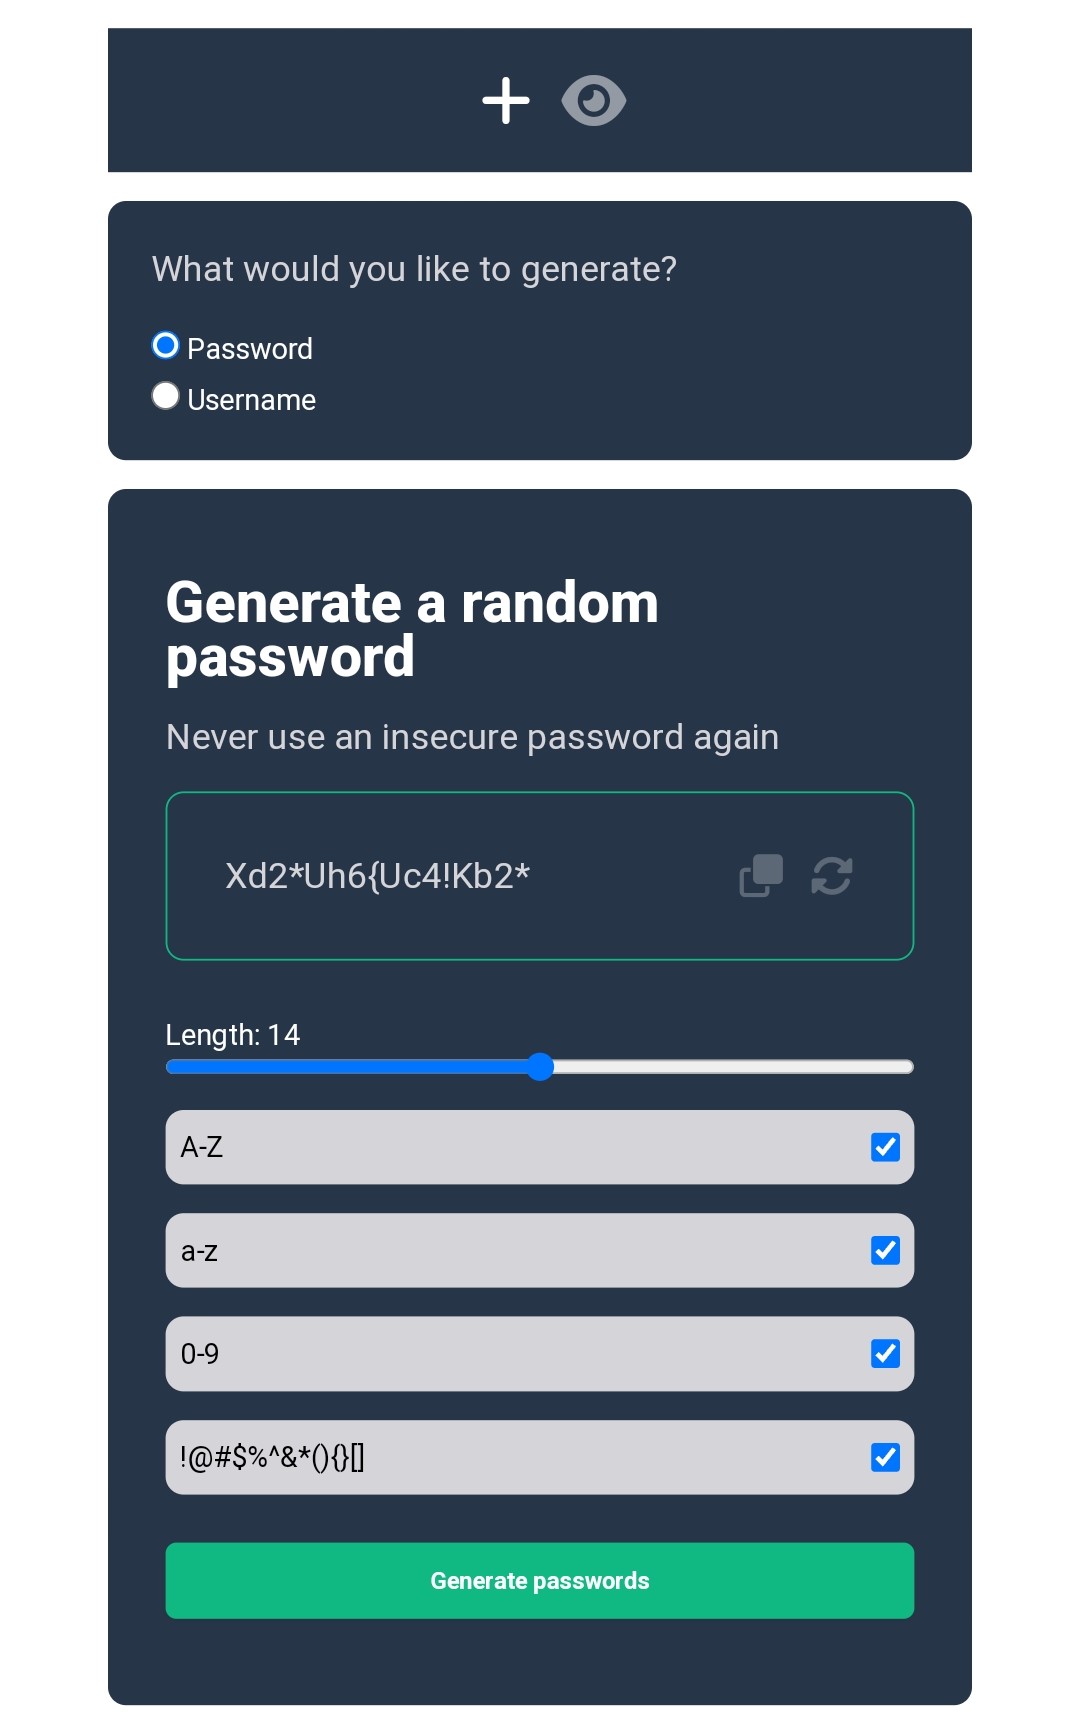 What would you like to generate?
Password
Username
Generate a random
password
Never use an insecure password again
Xd2*Uh6{Uc4!Kb2*
Length: 14
A-Z
a-z
0-9
!@#$%^&*(){}[]
Generate passwords